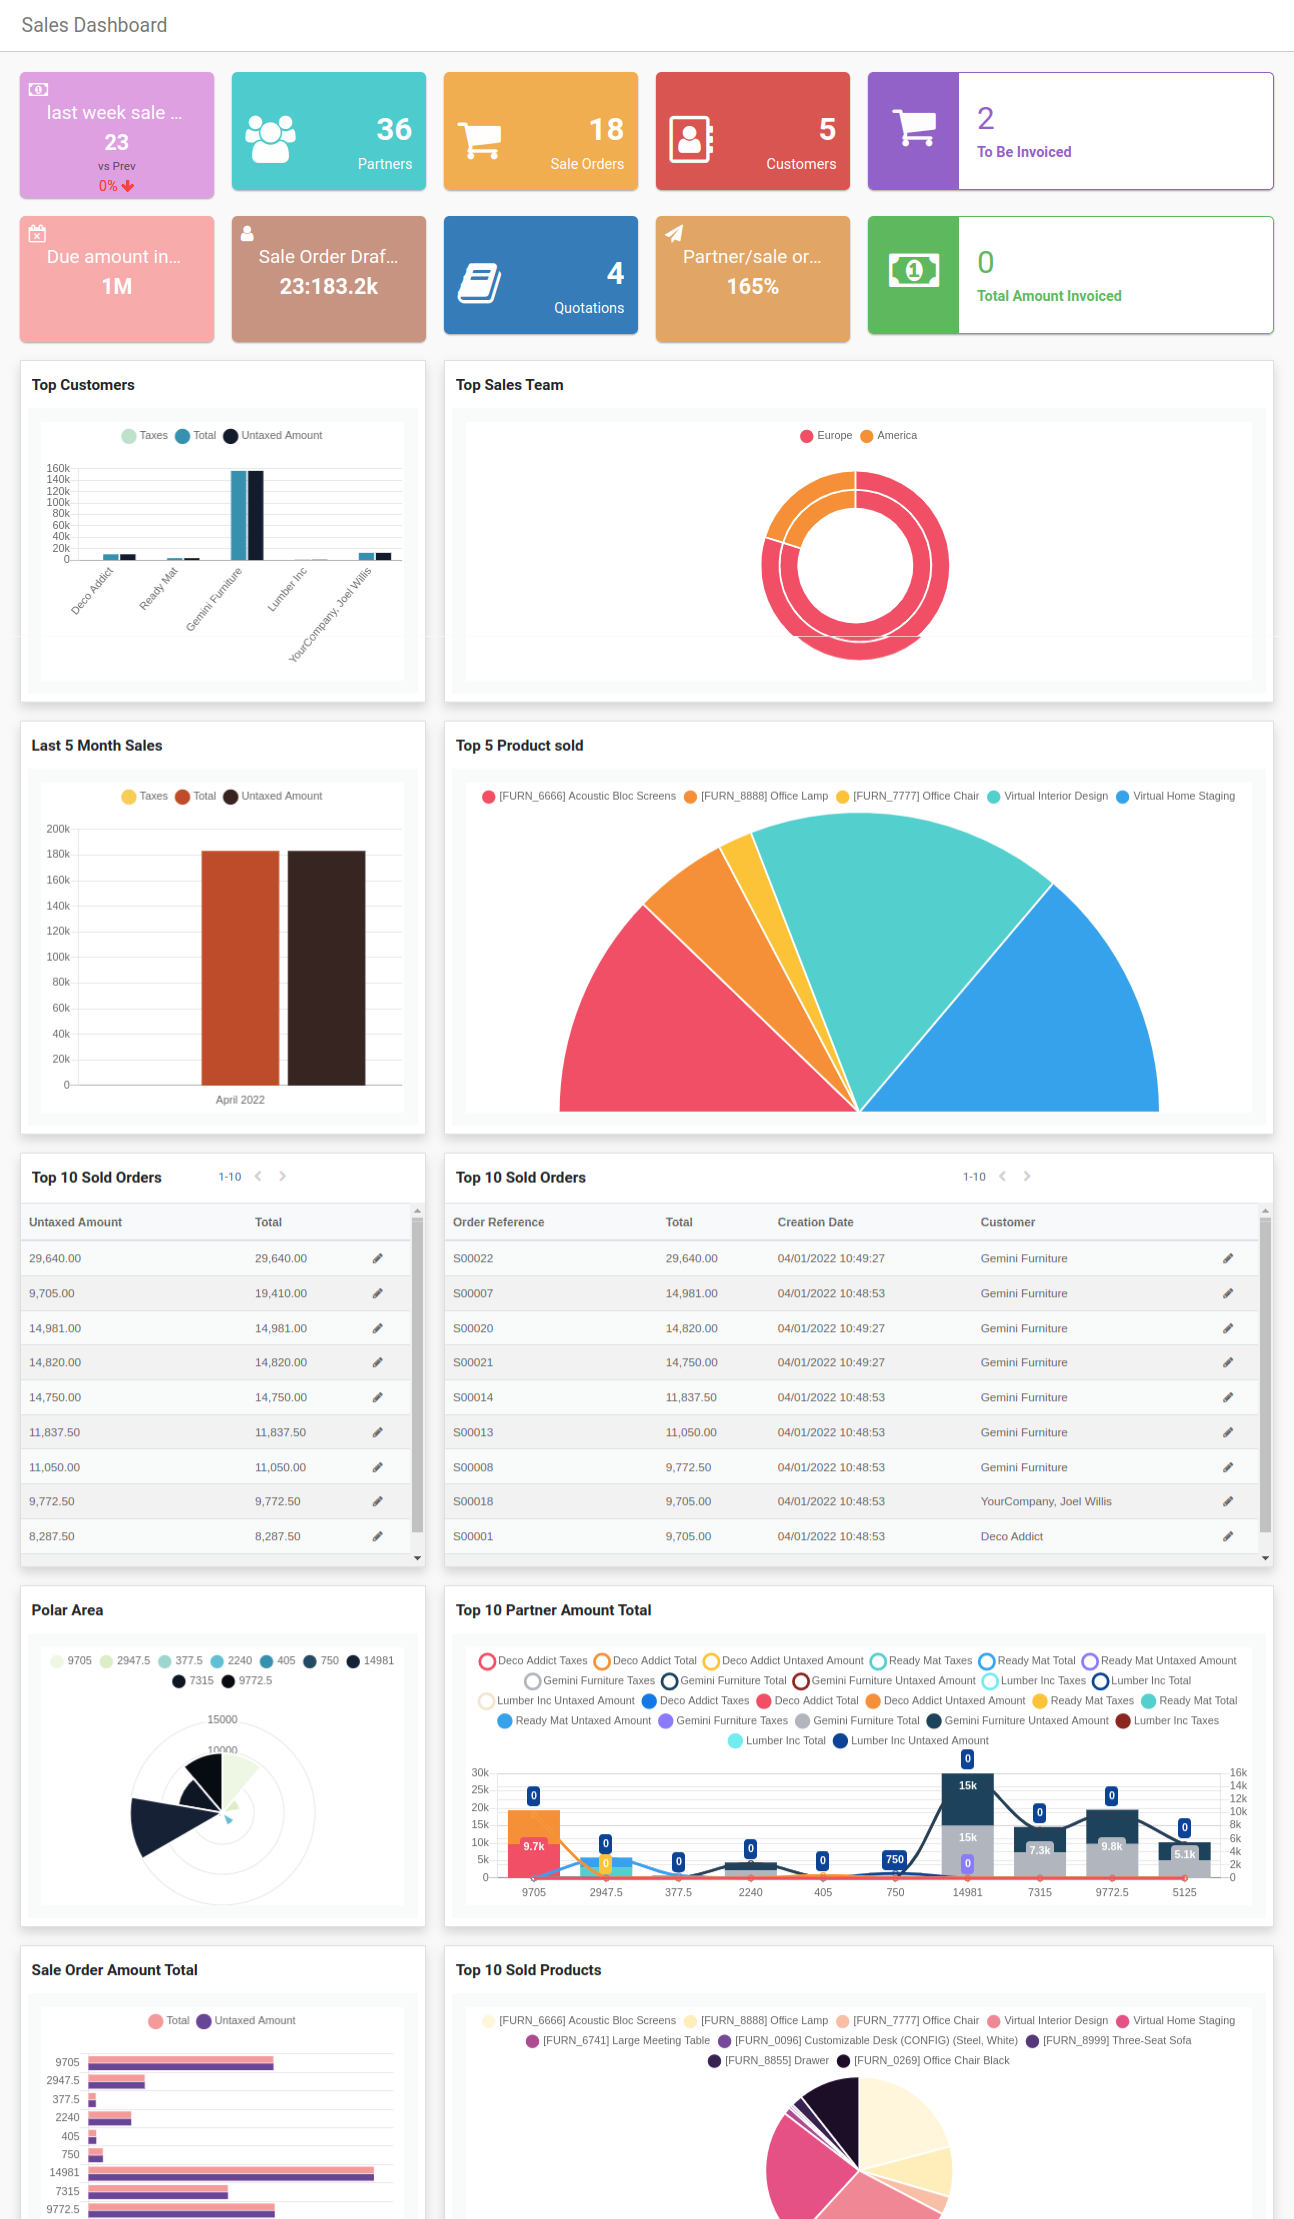 Sales Dashboard
last week sale ...
23
vs Prev
0%
36
Partners
18
Sale Orders
5
Customers
2
To Be Invoiced
Due amount in...
1M
Sale Order Draf...
23:183.2k
4
Quotations
Partner/sale or...
165%
0
Total Amount Invoiced
Top Customers
Taxes Total Untaxed Amount
160k
140k
120k
100k
80k
60k
40k
20k
0
Deco Addict
Ready Mat
Gemini Furniture
Lumber Inc
YourCompany, Joel Willis
Top Sales Team
Europe America
Last 5 Month Sales
Taxes Total Untaxed Amount
200k
180k
160k
140k
120k
100k
80k
60k
40k
20k
0
April 2022
Top 5 Product sold
[FURN_6666] Acoustic Bloc Screens [FURN_8888] Office Lamp [FURN_7777] Office Chair Virtual Interior Design Virtual Home Staging
Top 10 Sold Orders 1-10
Untaxed Amount Total
29,640.00 29,640.00
9,705.00 19,410.00
14,981.00 14,981.00
14,820.00 14,820.00
14,750.00 14,750.00
11,837.50 11,837.50
11,050.00 11,050.00
9,772.50 9,772.50
8,287.50 8,287.50
Top 10 Sold Orders 1-10
Order Reference Total Creation Date Customer
S00022 29,640.00 04/01/2022 10:49:27 Gemini Furniture
S00007 14,981.00 04/01/2022 10:48:53 Gemini Furniture
S00020 14,820.00 04/01/2022 10:49:27 Gemini Furniture
S00021 14,750.00 04/01/2022 10:49:27 Gemini Furniture
S00014 11,837.50 04/01/2022 10:48:53 Gemini Furniture
S00013 11,050.00 04/01/2022 10:48:53 Gemini Furniture
S00008 9,772.50 04/01/2022 10:48:53 Gemini Furniture
S00018 9,705.00 04/01/2022 10:48:53 YourCompany, Joel Willis
S00001 9,705.00 04/01/2022 10:48:53 Deco Addict
Polar Area
9705 2947.5 377.5 2240 405 750 14981
7315 9772.5
15000
10000
Top 10 Partner Amount Total
Deco Addict Taxes Deco Addict Total Deco Addict Untaxed Amount Ready Mat Taxes Ready Mat Total Ready Mat Untaxed Amount
Gemini Furniture Taxes Gemini Furniture Total Gemini Furniture Untaxed Amount Lumber Inc Taxes Lumber Inc Total
Lumber Inc Untaxed Amount Deco Addict Taxes Deco Addict Total Deco Addict Untaxed Amount Ready Mat Taxes Ready Mat Total
Ready Mat Untaxed Amount Gemini Furniture Taxes Gemini Furniture Total Gemini Furniture Untaxed Amount Lumber Inc Taxes
Lumber Inc Total Lumber Inc Untaxed Amount
30k
25k
20k
15k
10k
5k
0
16k
14k
12k
10k
8k
6k
4k
2k
0
0
9.7k
0
0
0
0
0
750
0
15k
15k
0
0
7.3k
0
9.8k
0
5.1k
9705 2947.5 377.5 2240 405 750 14981 7315 9772.5 5125
Sale Order Amount Total
Total Untaxed Amount
9705
2947.5
377.5
2240
405
750
14981
7315
9772.5
Top 10 Sold Products
[FURN_6666] Acoustic Bloc Screens [FURN_8888] Office Lamp [FURN_7777] Office Chair Virtual Interior Design Virtual Home Staging
[FURN_6741] Large Meeting Table [FURN_0096] Customizable Desk (CONFIG) (Steel, White) [FURN_8999] Three-Seat Sofa
[FURN_8855] Drawer [FURN_0269] Office Chair Black